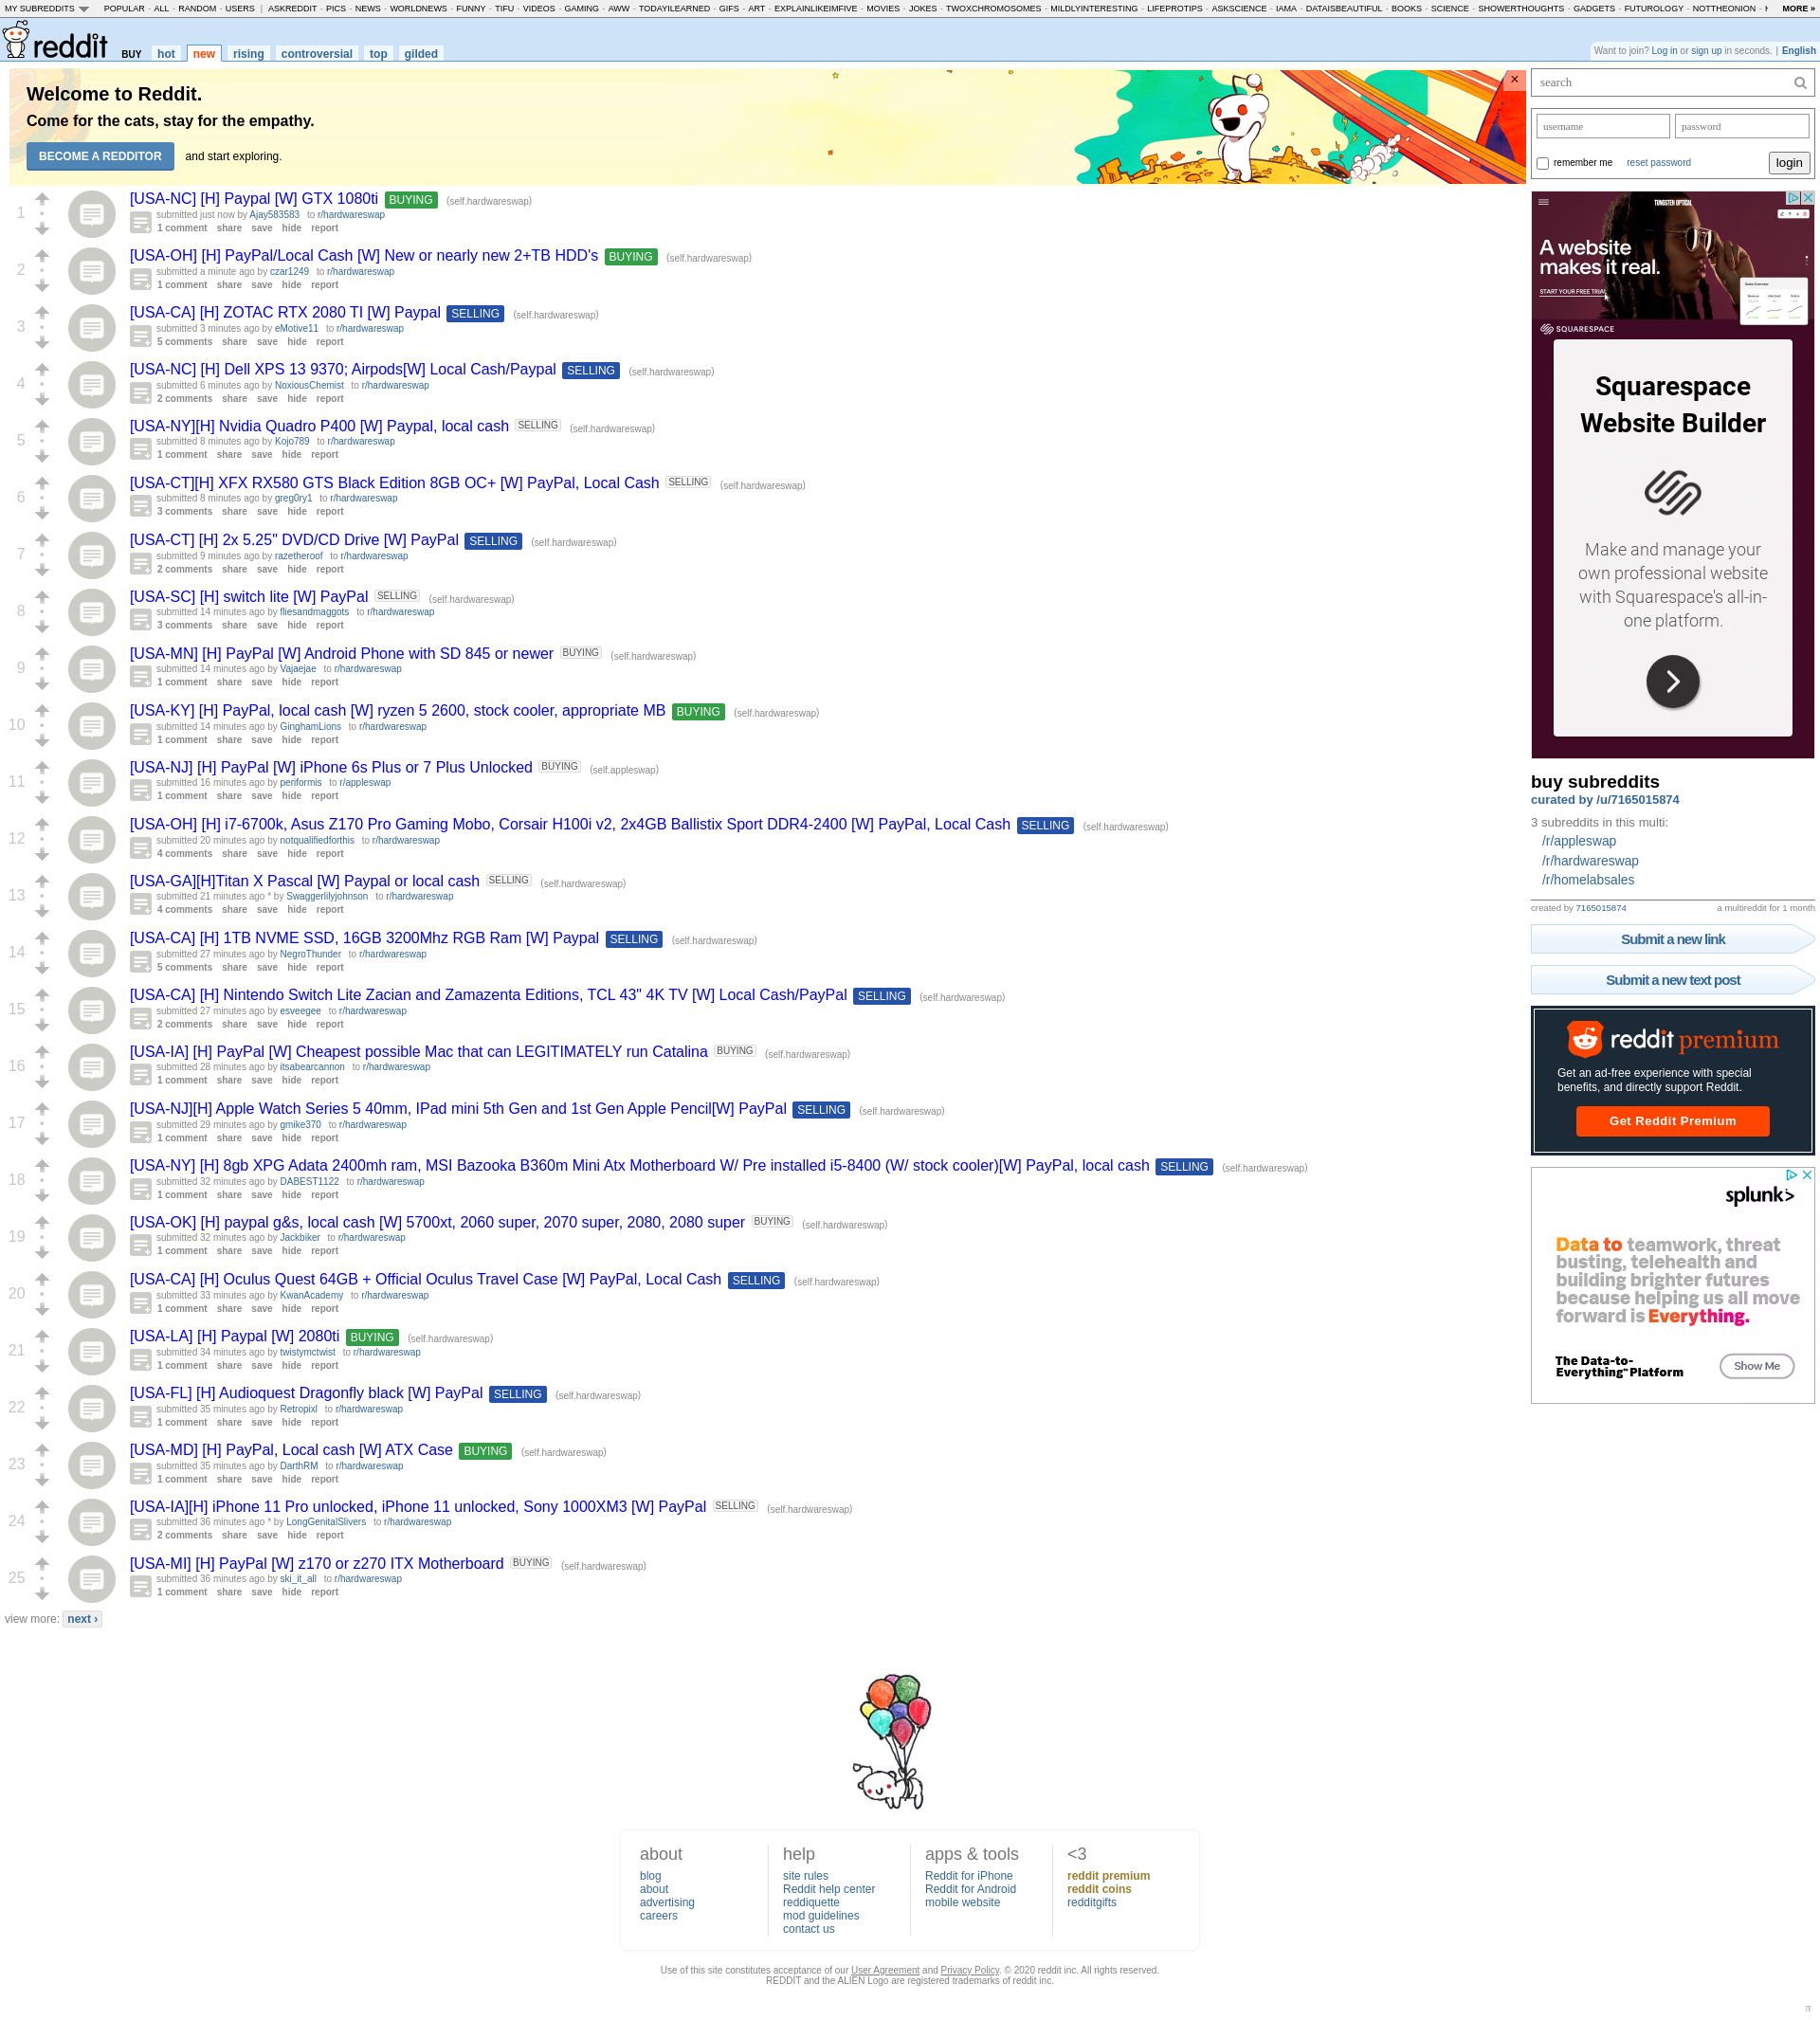 MY SUBREDDITS POPULAR - ALL - RANDOM - USERS | ASKREDDIT - PICS - NEWS - WORLDNEWS - FUNNY - TIFU - VIDEOS - GAMING - AWW - TODAYILEARNED - GIFS - ART - EXPLAINLIKEIMFIVE - MOVIES - JOKES - TWOXCHROMOSOMES - MILDLYINTERESTING - LIFEPROTIPS - ASKSCIENCE - IAMA - DATAISBEAUTIFUL - BOOKS - SCIENCE - SHOWERTHOUGHTS - GADGETS - FUTUROLOGY - NOTTHEONION - MORE »
reddit BUY hot new rising controversial top gilded
Want to join? Log in or sign up in seconds. | English
Welcome to Reddit.
Come for the cats, stay for the empathy.
BECOME A REDDITOR and start exploring.
×
1
[USA-NC] [H] Paypal [W] GTX 1080ti BUYING (self.hardwareswap)
submitted just now by Ajay583583 to r/hardwareswap
1 comment share save hide report
2
[USA-OH] [H] PayPal/Local Cash [W] New or nearly new 2+TB HDD's BUYING (self.hardwareswap)
submitted a minute ago by czar1249 to r/hardwareswap
1 comment share save hide report
3
[USA-CA] [H] ZOTAC RTX 2080 TI [W] Paypal SELLING (self.hardwareswap)
submitted 3 minutes ago by eMotive11 to r/hardwareswap
5 comments share save hide report
4
[USA-NC] [H] Dell XPS 13 9370; Airpods[W] Local Cash/Paypal SELLING (self.hardwareswap)
submitted 6 minutes ago by NoxiousChemist to r/hardwareswap
2 comments share save hide report
5
[USA-NY][H] Nvidia Quadro P400 [W] Paypal, local cash SELLING (self.hardwareswap)
submitted 8 minutes ago by Kojo789 to r/hardwareswap
1 comment share save hide report
6
[USA-CT][H] XFX RX580 GTS Black Edition 8GB OC+ [W] PayPal, Local Cash SELLING (self.hardwareswap)
submitted 8 minutes ago by greg0ry1 to r/hardwareswap
3 comments share save hide report
7
[USA-CT] [H] 2x 5.25" DVD/CD Drive [W] PayPal SELLING (self.hardwareswap)
submitted 9 minutes ago by razetheroof to r/hardwareswap
2 comments share save hide report
8
[USA-SC] [H] switch lite [W] PayPal SELLING (self.hardwareswap)
submitted 14 minutes ago by fliesandmaggots to r/hardwareswap
3 comments share save hide report
9
[USA-MN] [H] PayPal [W] Android Phone with SD 845 or newer BUYING (self.hardwareswap)
submitted 14 minutes ago by Vajaejae to r/hardwareswap
1 comment share save hide report
10
[USA-KY] [H] PayPal, local cash [W] ryzen 5 2600, stock cooler, appropriate MB BUYING (self.hardwareswap)
submitted 14 minutes ago by GinghamLions to r/hardwareswap
1 comment share save hide report
11
[USA-NJ] [H] PayPal [W] iPhone 6s Plus or 7 Plus Unlocked BUYING (self.appleswap)
submitted 16 minutes ago by periformis to r/appleswap
1 comment share save hide report
12
[USA-OH] [H] i7-6700k, Asus Z170 Pro Gaming Mobo, Corsair H100i v2, 2x4GB Ballistix Sport DDR4-2400 [W] PayPal, Local Cash SELLING (self.hardwareswap)
submitted 20 minutes ago by notqualifiedforthis to r/hardwareswap
4 comments share save hide report
13
[USA-GA][H]Titan X Pascal [W] Paypal or local cash SELLING (self.hardwareswap)
submitted 21 minutes ago * by Swaggerlilyjohnson to r/hardwareswap
4 comments share save hide report
14
[USA-CA] [H] 1TB NVME SSD, 16GB 3200Mhz RGB Ram [W] Paypal SELLING (self.hardwareswap)
submitted 27 minutes ago by NegroThunder to r/hardwareswap
5 comments share save hide report
15
[USA-CA] [H] Nintendo Switch Lite Zacian and Zamazenta Editions, TCL 43" 4K TV [W] Local Cash/PayPal SELLING (self.hardwareswap)
submitted 27 minutes ago by esveegee to r/hardwareswap
2 comments share save hide report
16
[USA-IA] [H] PayPal [W] Cheapest possible Mac that can LEGITIMATELY run Catalina BUYING (self.hardwareswap)
submitted 28 minutes ago by itsabearcannon to r/hardwareswap
1 comment share save hide report
17
[USA-NJ][H] Apple Watch Series 5 40mm, IPad mini 5th Gen and 1st Gen Apple Pencil[W] PayPal SELLING (self.hardwareswap)
submitted 29 minutes ago by gmike370 to r/hardwareswap
1 comment share save hide report
18
[USA-NY] [H] 8gb XPG Adata 2400mh ram, MSI Bazooka B360m Mini Atx Motherboard W/ Pre installed i5-8400 (W/ stock cooler)[W] PayPal, local cash SELLING (self.hardwareswap)
submitted 32 minutes ago by DABEST1122 to r/hardwareswap
1 comment share save hide report
19
[USA-OK] [H] paypal g&s, local cash [W] 5700xt, 2060 super, 2070 super, 2080, 2080 super BUYING (self.hardwareswap)
submitted 32 minutes ago by Jackbiker to r/hardwareswap
1 comment share save hide report
20
[USA-CA] [H] Oculus Quest 64GB + Official Oculus Travel Case [W] PayPal, Local Cash SELLING (self.hardwareswap)
submitted 33 minutes ago by KwanAcademy to r/hardwareswap
1 comment share save hide report
21
[USA-LA] [H] Paypal [W] 2080ti BUYING (self.hardwareswap)
submitted 34 minutes ago by twistymctwist to r/hardwareswap
1 comment share save hide report
22
[USA-FL] [H] Audioquest Dragonfly black [W] PayPal SELLING (self.hardwareswap)
submitted 35 minutes ago by Retropixl to r/hardwareswap
1 comment share save hide report
23
[USA-MD] [H] PayPal, Local cash [W] ATX Case BUYING (self.hardwareswap)
submitted 35 minutes ago by DarthRM to r/hardwareswap
1 comment share save hide report
24
[USA-IA][H] iPhone 11 Pro unlocked, iPhone 11 unlocked, Sony 1000XM3 [W] PayPal SELLING (self.hardwareswap)
submitted 36 minutes ago * by LongGenitalSlivers to r/hardwareswap
2 comments share save hide report
25
[USA-MI] [H] PayPal [W] z170 or z270 ITX Motherboard BUYING (self.hardwareswap)
submitted 36 minutes ago by ski_it_all to r/hardwareswap
1 comment share save hide report
view more: next ›
search
username password
remember me reset password login
TUNGSTEN OPTICAL
A website
makes it real.
START YOUR FREE TRIAL
SQUARESPACE
Squarespace
Website Builder
Make and manage your
own professional website
with Squarespace's all-in-
one platform.
buy subreddits
curated by /u/7165015874
3 subreddits in this multi:
/r/appleswap
/r/hardwareswap
/r/homelabsales
created by 7165015874 a multireddit for 1 month
Submit a new link
Submit a new text post
reddit premium
Get an ad-free experience with special
benefits, and directly support Reddit.
Get Reddit Premium
splunk>
Data to teamwork, threat
busting, telehealth and
building brighter futures
because helping us all move
forward is Everything.
The Data-to-
Everything™ Platform
Show Me
about
blog
about
advertising
careers
help
site rules
Reddit help center
reddiquette
mod guidelines
contact us
apps & tools
Reddit for iPhone
Reddit for Android
mobile website
<3
reddit premium
reddit coins
redditgifts
Use of this site constitutes acceptance of our User Agreement and Privacy Policy. © 2020 reddit inc. All rights reserved.
REDDIT and the ALIEN Logo are registered trademarks of reddit inc.
π